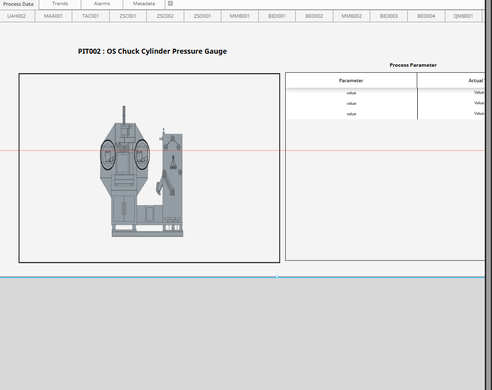 Process Data Trends Alarms Metadata
UAH002 MAA001 TAC001 ZSC001 ZSC002 ZSO001 MMB001 BED001 BED002 MMB002 BED003 BED004 QMB001
PIT002 : OS Chuck Cylinder Pressure Gauge
Process Parameter
Parameter Actual
value Value
value Value
value Value